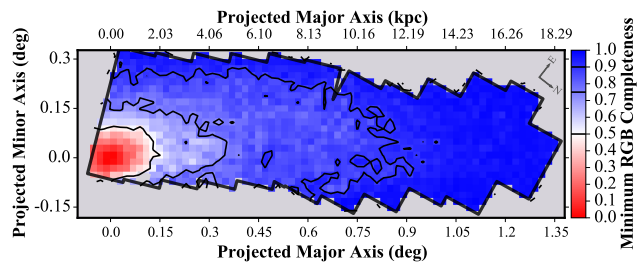 Projected Major Axis (kpc)
0.00 2.03 4.06 6.10 8.13 10.16 12.19 14.23 16.26 18.29
Projected Minor Axis (deg)
0.3
0.15
0.0
-0.15
E
N
0.0 0.15 0.3 0.45 0.6 0.75 0.9 1.05 1.2 1.35
Projected Major Axis (deg)
1.0
0.9
0.8
0.7
0.6
0.5
0.4
0.3
0.2
0.1
0.0
Minimum RGB Completeness